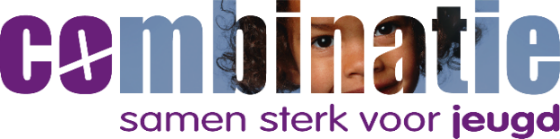 combinatie
samen sterk voor jeugd